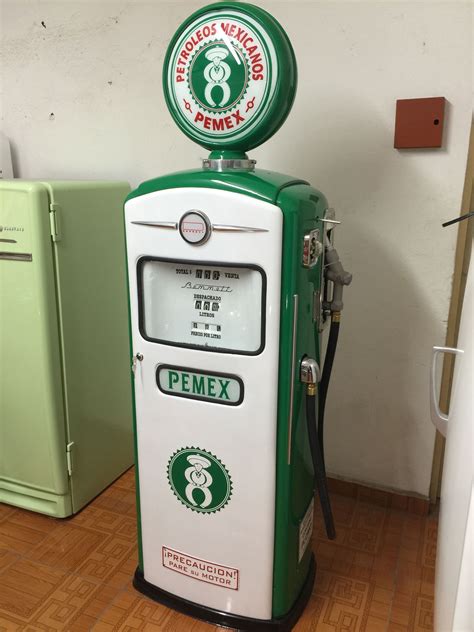 PETROLEOS MEXICANOS
PEMEX
TOTAL VENTA
Bennett
DESPACHADO
LITROS
PRECIO POR LITRO
PEMEX
¡PRECAUCION!
PARE SU MOTOR